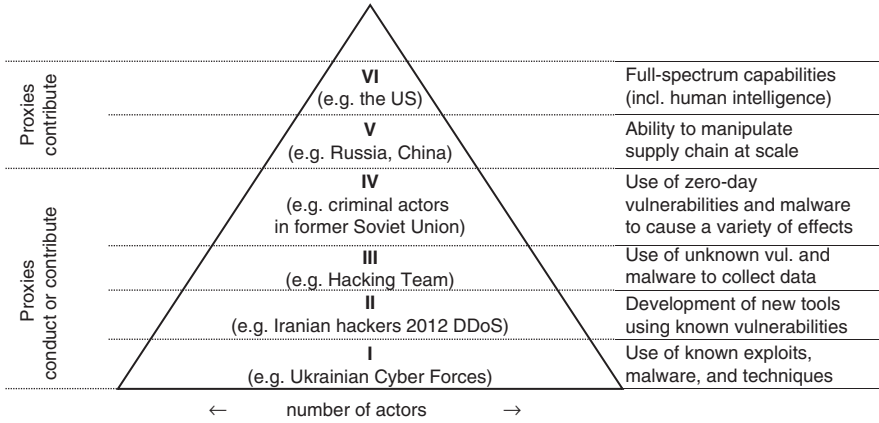 Proxies
contribute
VI
(e.g. the US)
Full-spectrum capabilities
(incl. human intelligence)
V
(e.g. Russia, China)
Ability to manipulate
supply chain at scale
Proxies
conduct or contribute
IV
(e.g. criminal actors
in former Soviet Union)
Use of zero-day
vulnerabilities and malware
to cause a variety of effects
III
(e.g. Hacking Team)
Use of unknown vul. and
malware to collect data
II
(e.g. Iranian hackers 2012 DDoS)
Development of new tools
using known vulnerabilities
I
(e.g. Ukrainian Cyber Forces)
Use of known exploits,
malware, and techniques
← number of actors →